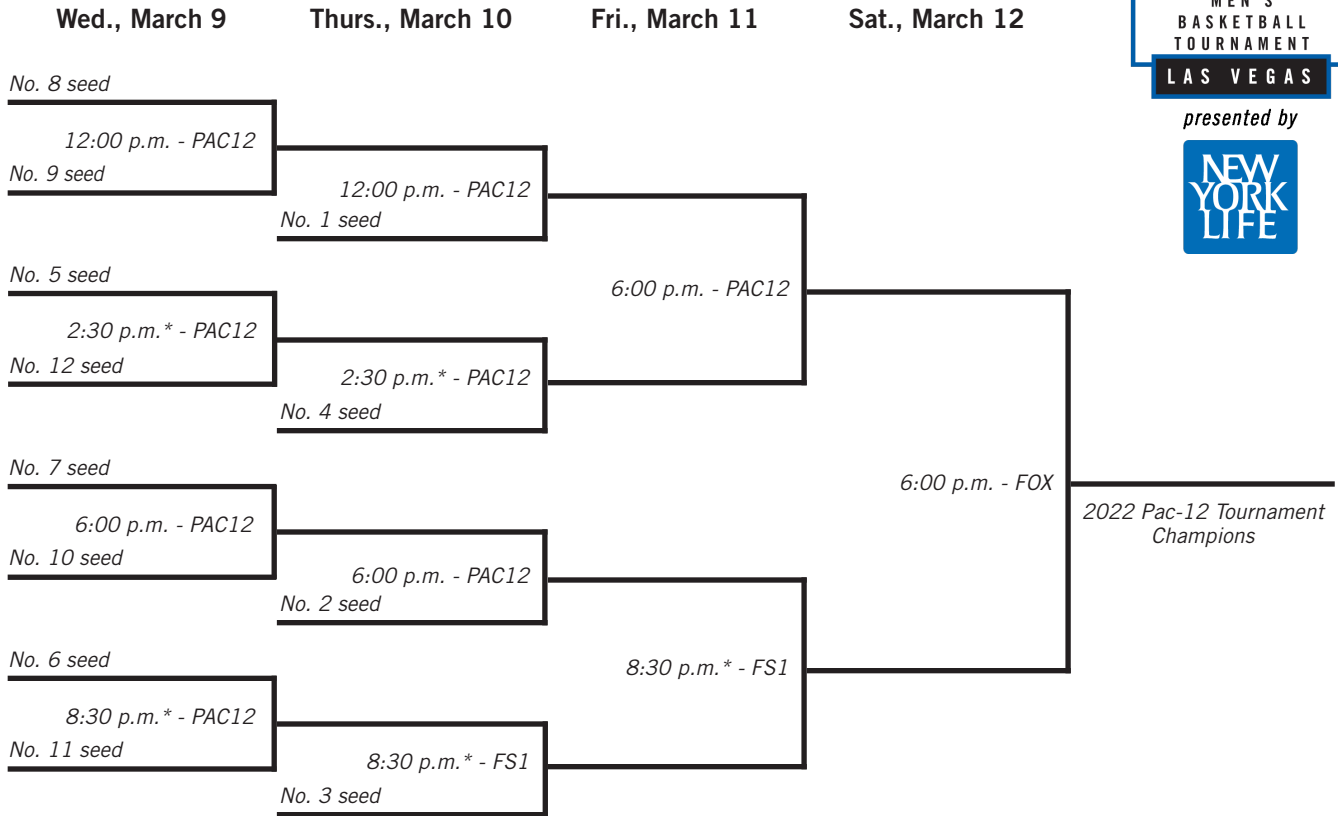 Wed., March 9 Thurs., March 10 Fri., March 11 Sat., March 12
MEN'S
BASKETBALL
TOURNAMENT
LAS VEGAS
presented by
NEW
YORK
LIFE
No. 8 seed
12:00 p.m. - PAC12
No. 9 seed
12:00 p.m. - PAC12
No. 1 seed
No. 5 seed
6:00 p.m. - PAC12
2:30 p.m.* - PAC12
No. 12 seed
2:30 p.m.* - PAC12
No. 4 seed
No. 7 seed
6:00 p.m. - FOX
2022 Pac-12 Tournament
Champions
6:00 p.m. - PAC12
No. 10 seed
6:00 p.m. - PAC12
No. 2 seed
No. 6 seed
8:30 p.m.* - FS1
8:30 p.m.* - PAC12
No. 11 seed
8:30 p.m.* - FS1
No. 3 seed